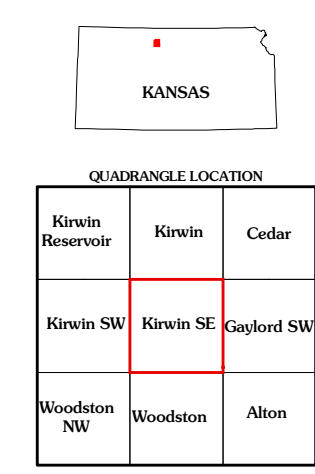 KANSAS
QUADRANGLE LOCATION
Kirwin
Reservoir
Kirwin
Cedar
Kirwin SW
Kirwin SE
Gaylord SW
Woodston
NW
Woodston
Alton